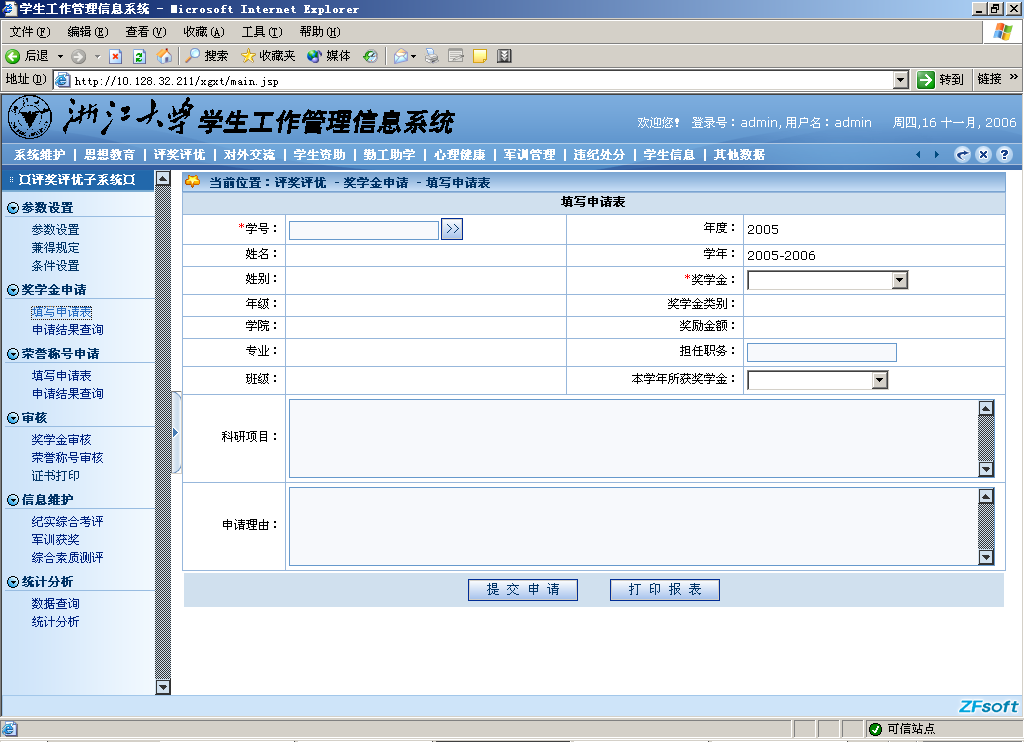 学生工作管理信息系统 - Microsoft Internet Explorer
文件(F) 编辑(E) 查看(V) 收藏(A) 工具(T) 帮助(H)
后退 搜索 收藏夹 媒体
地址(D) http://10.128.32.211/xgxt/main.jsp 转到 链接 »
浙江大学 学生工作管理信息系统 欢迎您! 登录号：admin,用户名：admin 周四,16 十一月, 2006
系统维护 | 思想教育 | 评奖评优 | 对外交流 | 学生资助 | 勤工助学 | 心理健康 | 军训管理 | 违纪处分 | 学生信息 | 其他数据
¤评奖评优子系统¤
参数设置
参数设置
兼得规定
条件设置
奖学金申请
填写申请表
申请结果查询
荣誉称号申请
填写申请表
申请结果查询
审核
奖学金审核
荣誉称号审核
证书打印
信息维护
纪实综合考评
军训获奖
综合素质测评
统计分析
数据查询
统计分析
当前位置：评奖评优 - 奖学金申请 - 填写申请表
填写申请表
*学号： >> 年度： 2005
姓名： 学年： 2005-2006
姓别： *奖学金：
年级： 奖学金类别：
学院： 奖励金额：
专业： 担任职务：
班级： 本学年所获奖学金：
科研项目：
申请理由：
提 交 申 请 打 印 报 表
ZFsoft
可信站点